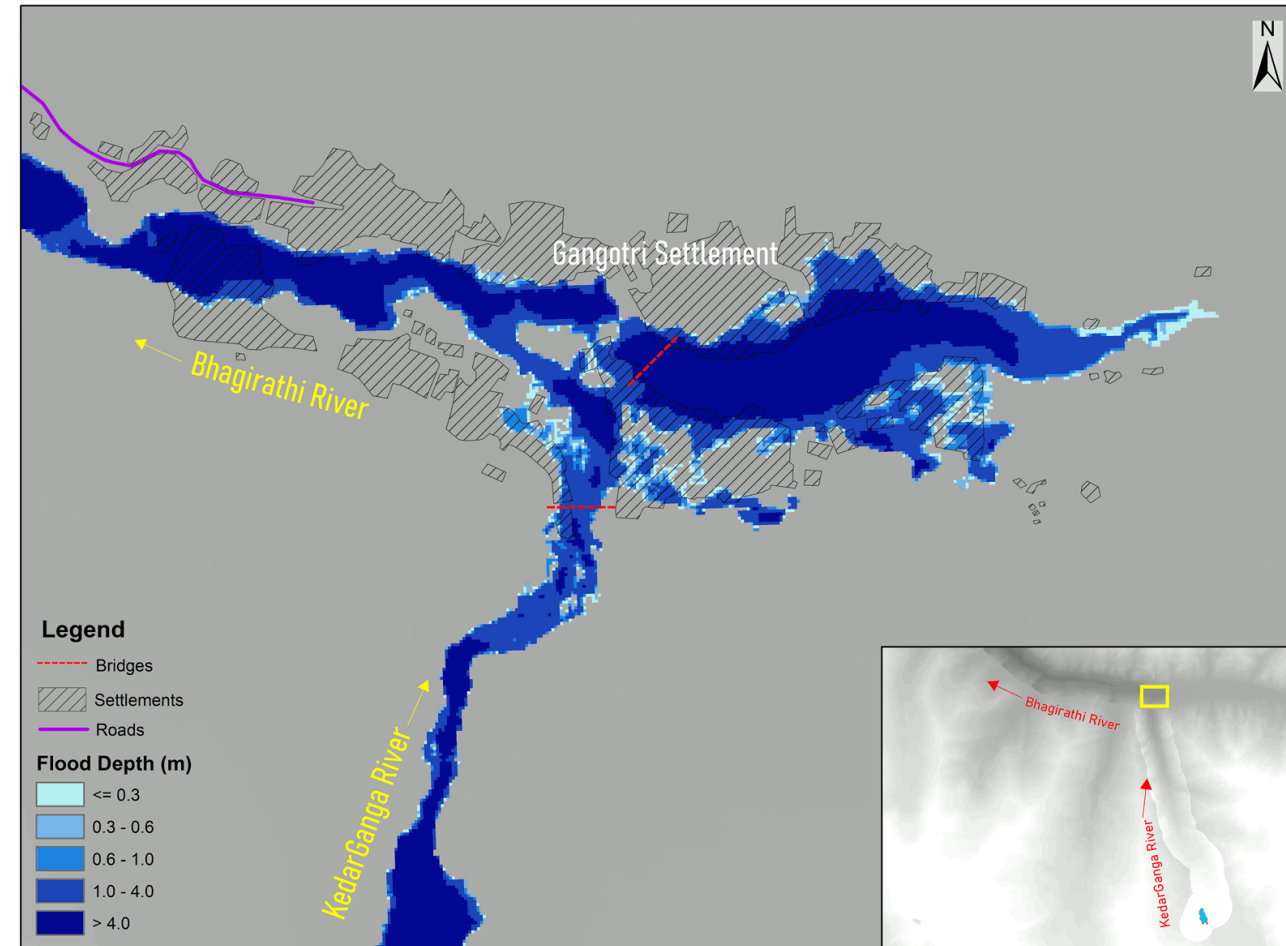 N
Gangotri Settlement
Bhagirathi River
KedarGanga River
Legend
Bridges
Settlements
Roads
Flood Depth (m)
<= 0.3
0.3 - 0.6
0.6 - 1.0
1.0 - 4.0
> 4.0
Bhagirathi River
KedarGanga River